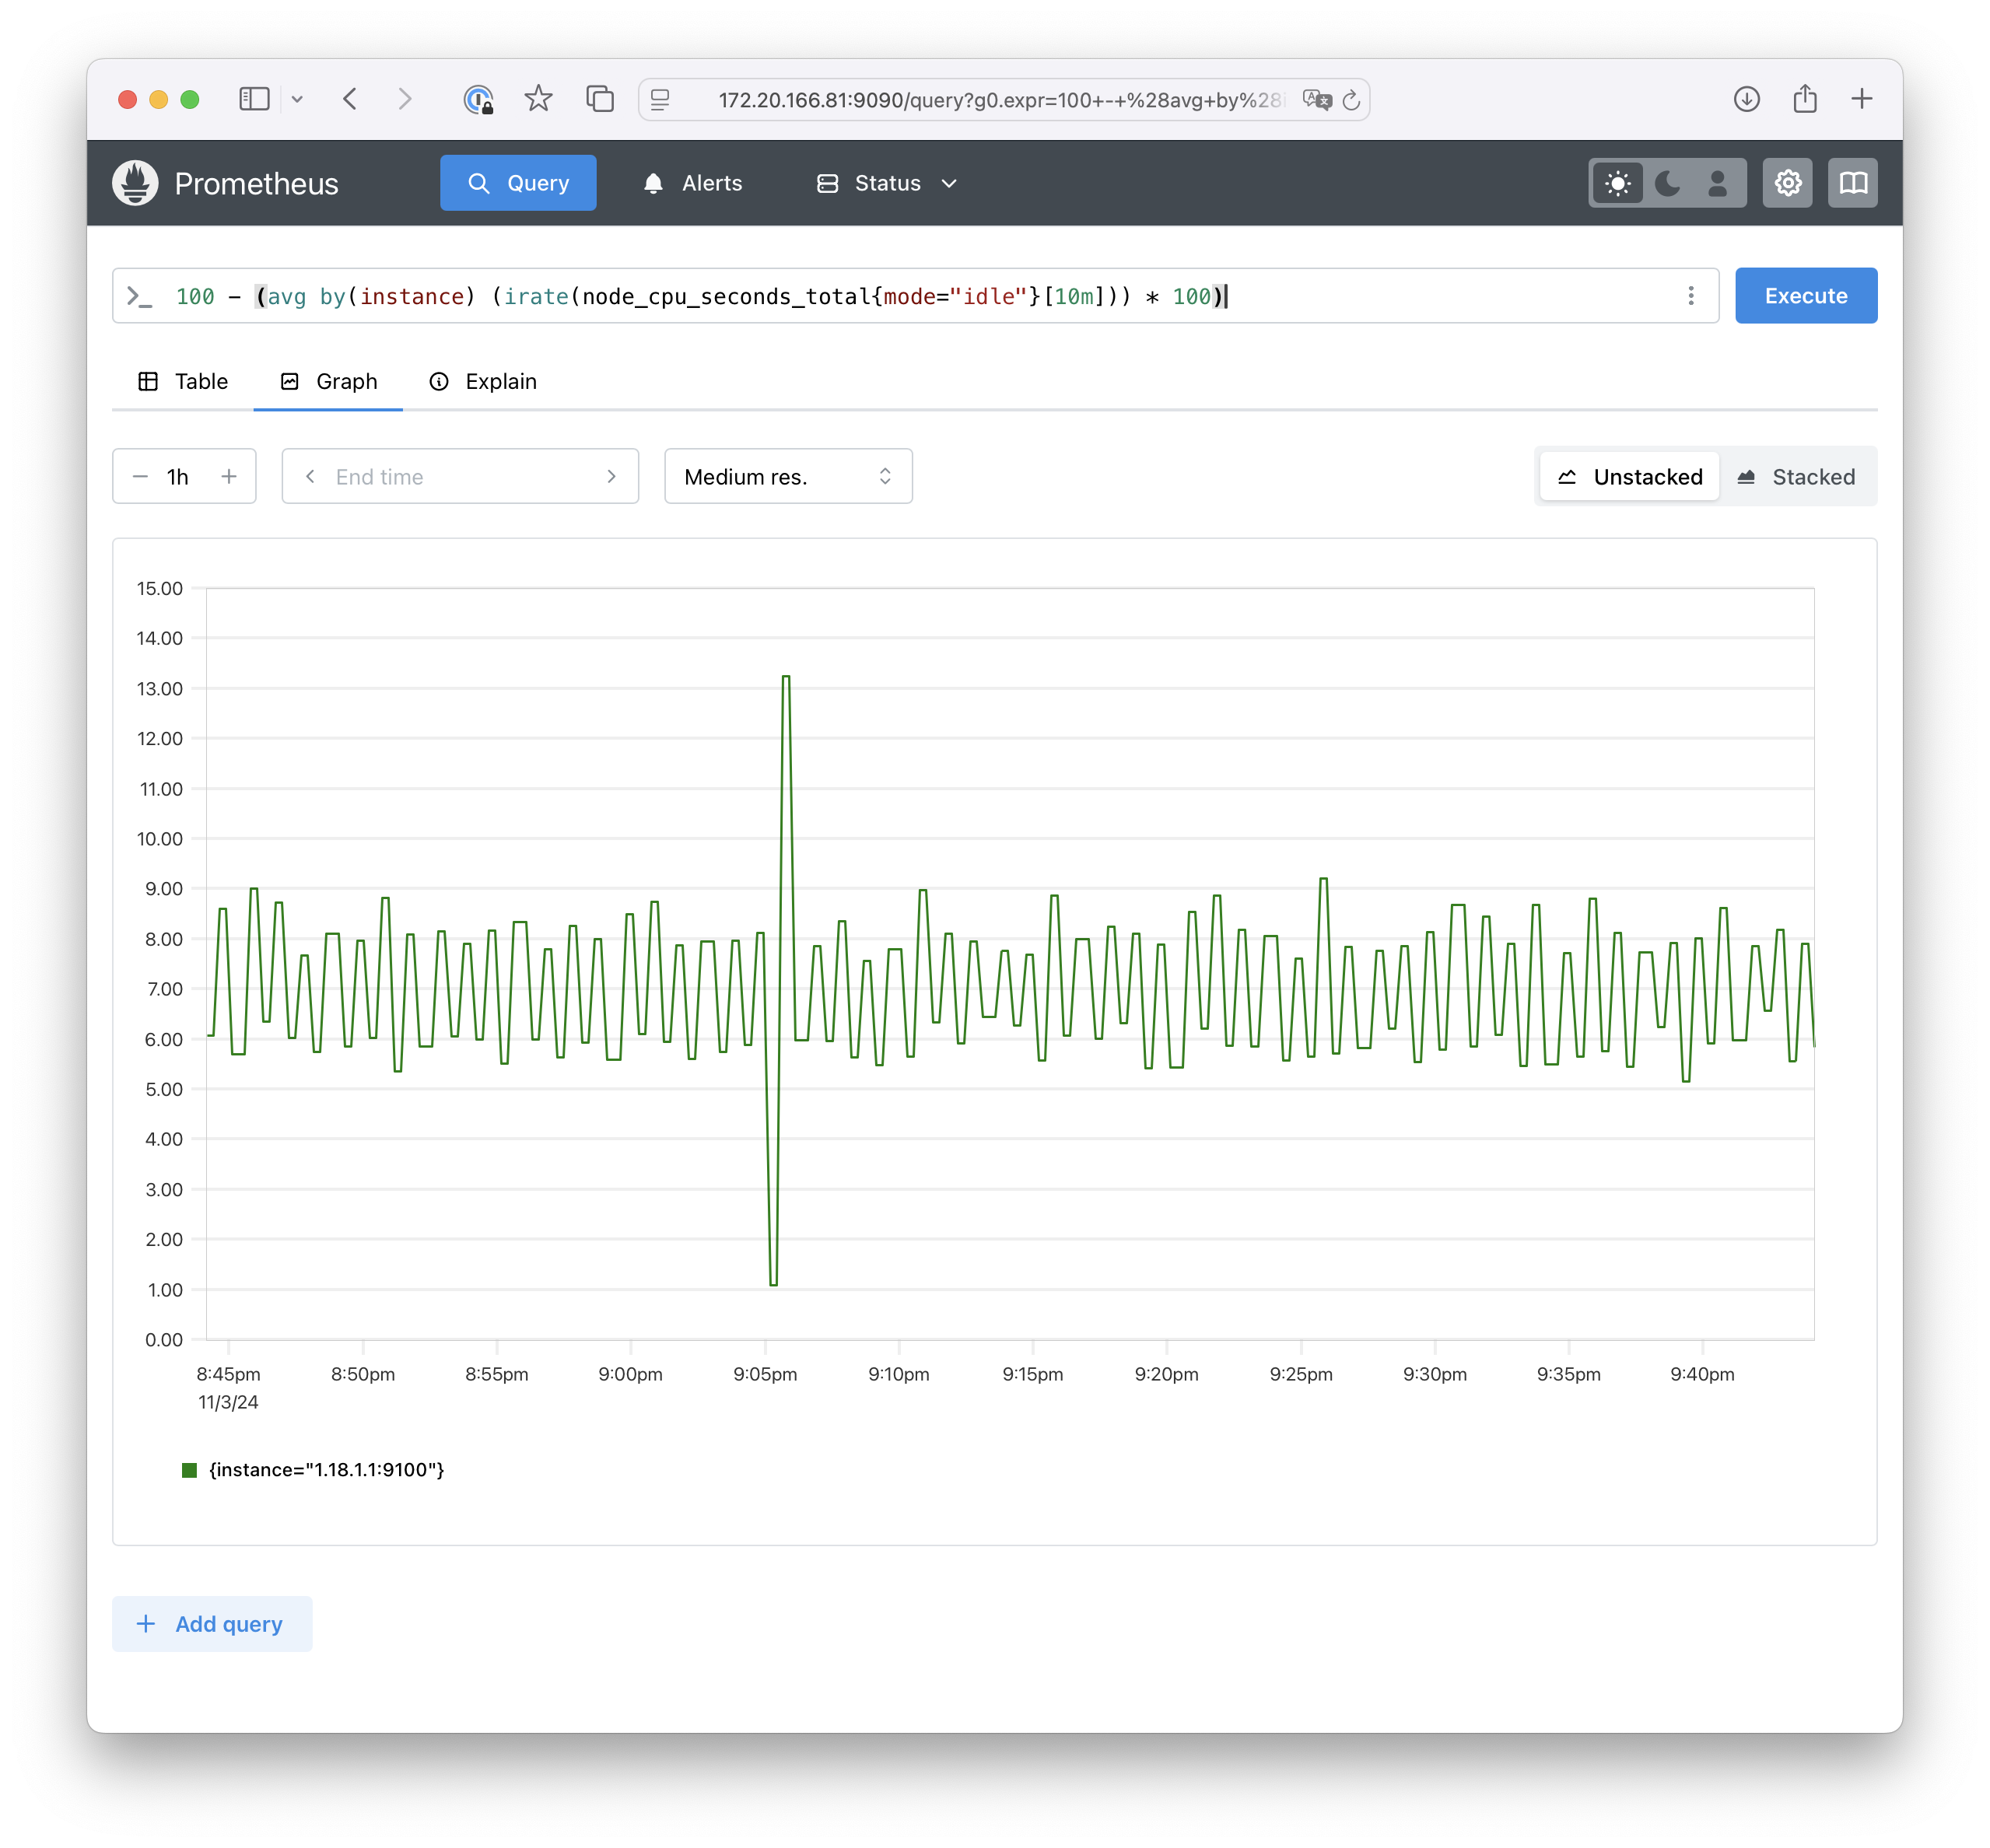 172.20.166.81:9090/query?g0.expr=100+-+%28avg+by%28
Prometheus Query Alerts Status
100 - (avg by(instance) (irate(node_cpu_seconds_total{mode="idle"}[10m])) * 100) Execute
Table Graph Explain
1h End time Medium res. Unstacked Stacked
15.00
14.00
13.00
12.00
11.00
10.00
9.00
8.00
7.00
6.00
5.00
4.00
3.00
2.00
1.00
0.00
8:45pm 8:50pm 8:55pm 9:00pm 9:05pm 9:10pm 9:15pm 9:20pm 9:25pm 9:30pm 9:35pm 9:40pm
11/3/24
{instance="1.18.1.1:9100"}
Add query